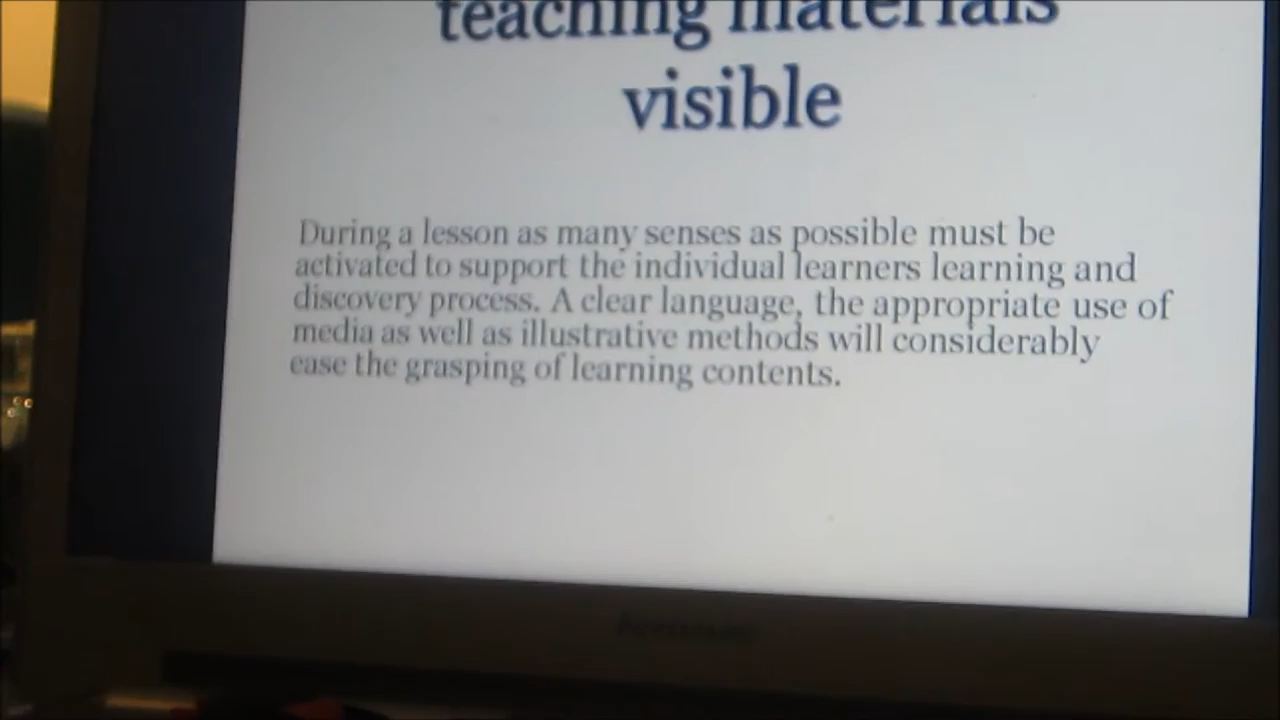 teaching materials
visible
During a lesson as many senses as possible must be
activated to support the individual learners learning and
discovery process. A clear language, the appropriate use of
media as well as illustrative methods will considerably
ease the grasping of learning contents.